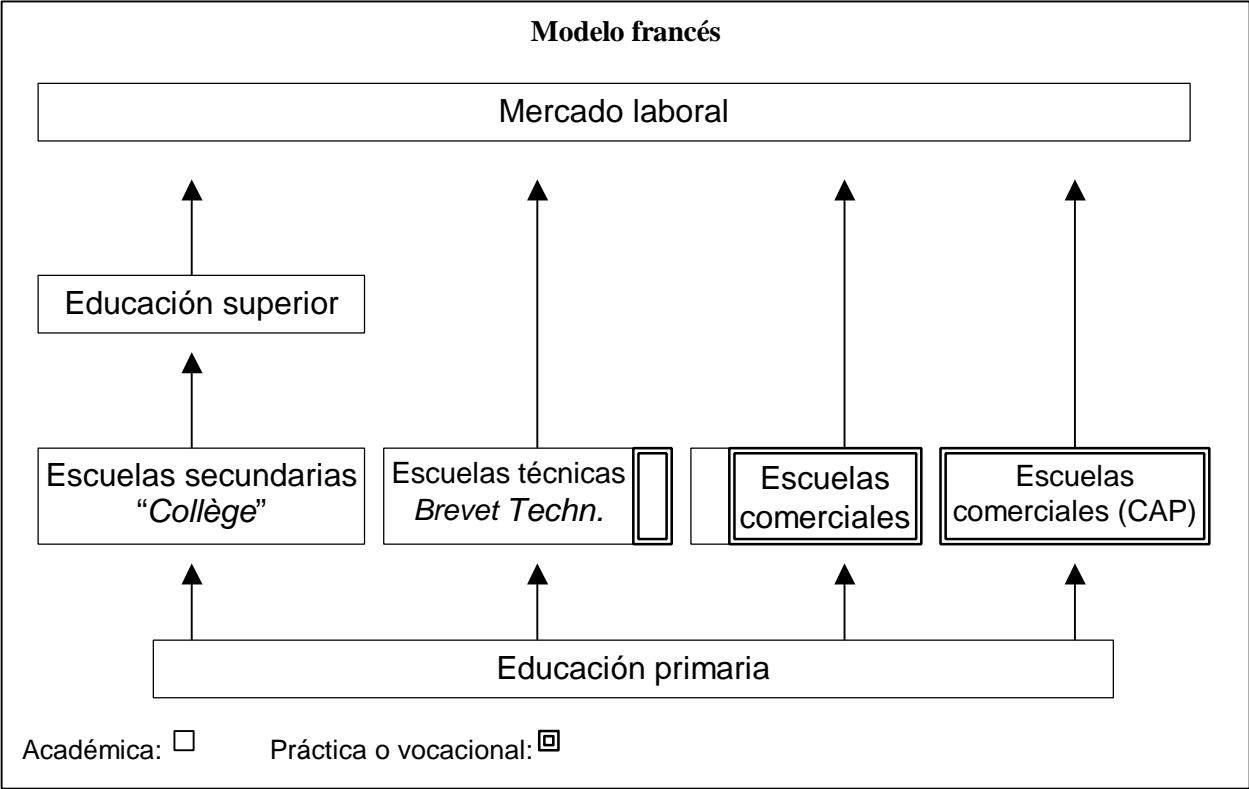 Modelo francés
Mercado laboral
Educación superior
Escuelas secundarias
“Collège”
Escuelas técnicas
Brevet Techn.
Escuelas
comerciales
Escuelas
comerciales (CAP)
Educación primaria
Académica:
Práctica o vocacional: